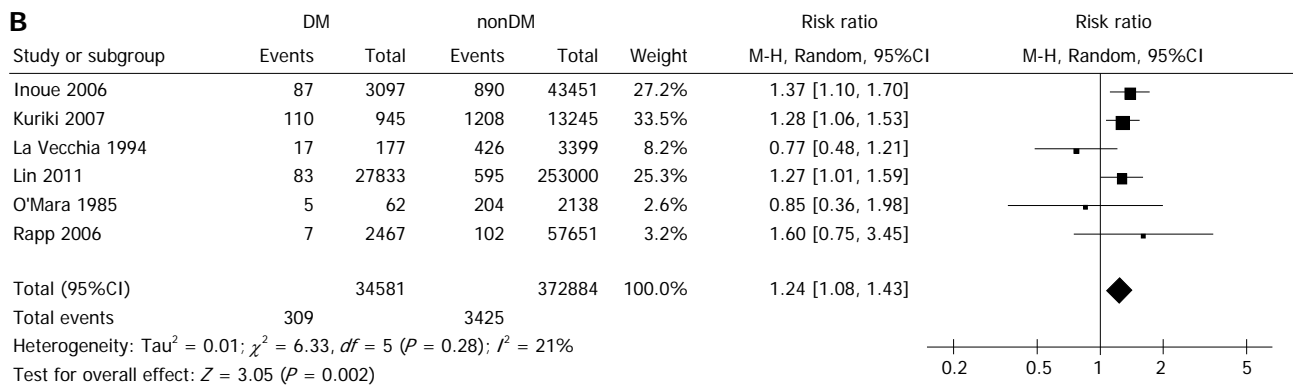 B
DM nonDM Risk ratio Risk ratio
Study or subgroup Events Total Events Total Weight M-H, Random, 95%CI M-H, Random, 95%CI
Inoue 2006 87 3097 890 43451 27.2% 1.37 [1.10, 1.70]
Kuriki 2007 110 945 1208 13245 33.5% 1.28 [1.06, 1.53]
La Vecchia 1994 17 177 426 3399 8.2% 0.77 [0.48, 1.21]
Lin 2011 83 27833 595 253000 25.3% 1.27 [1.01, 1.59]
O'Mara 1985 5 62 204 2138 2.6% 0.85 [0.36, 1.98]
Rapp 2006 7 2467 102 57651 3.2% 1.60 [0.75, 3.45]
Total (95%CI) 34581 372884 100.0% 1.24 [1.08, 1.43]
Total events 309 3425
Heterogeneity: Tau² = 0.01; χ² = 6.33, df = 5 (P = 0.28); I² = 21%
Test for overall effect: Z = 3.05 (P = 0.002)
0.2 0.5 1 2 5